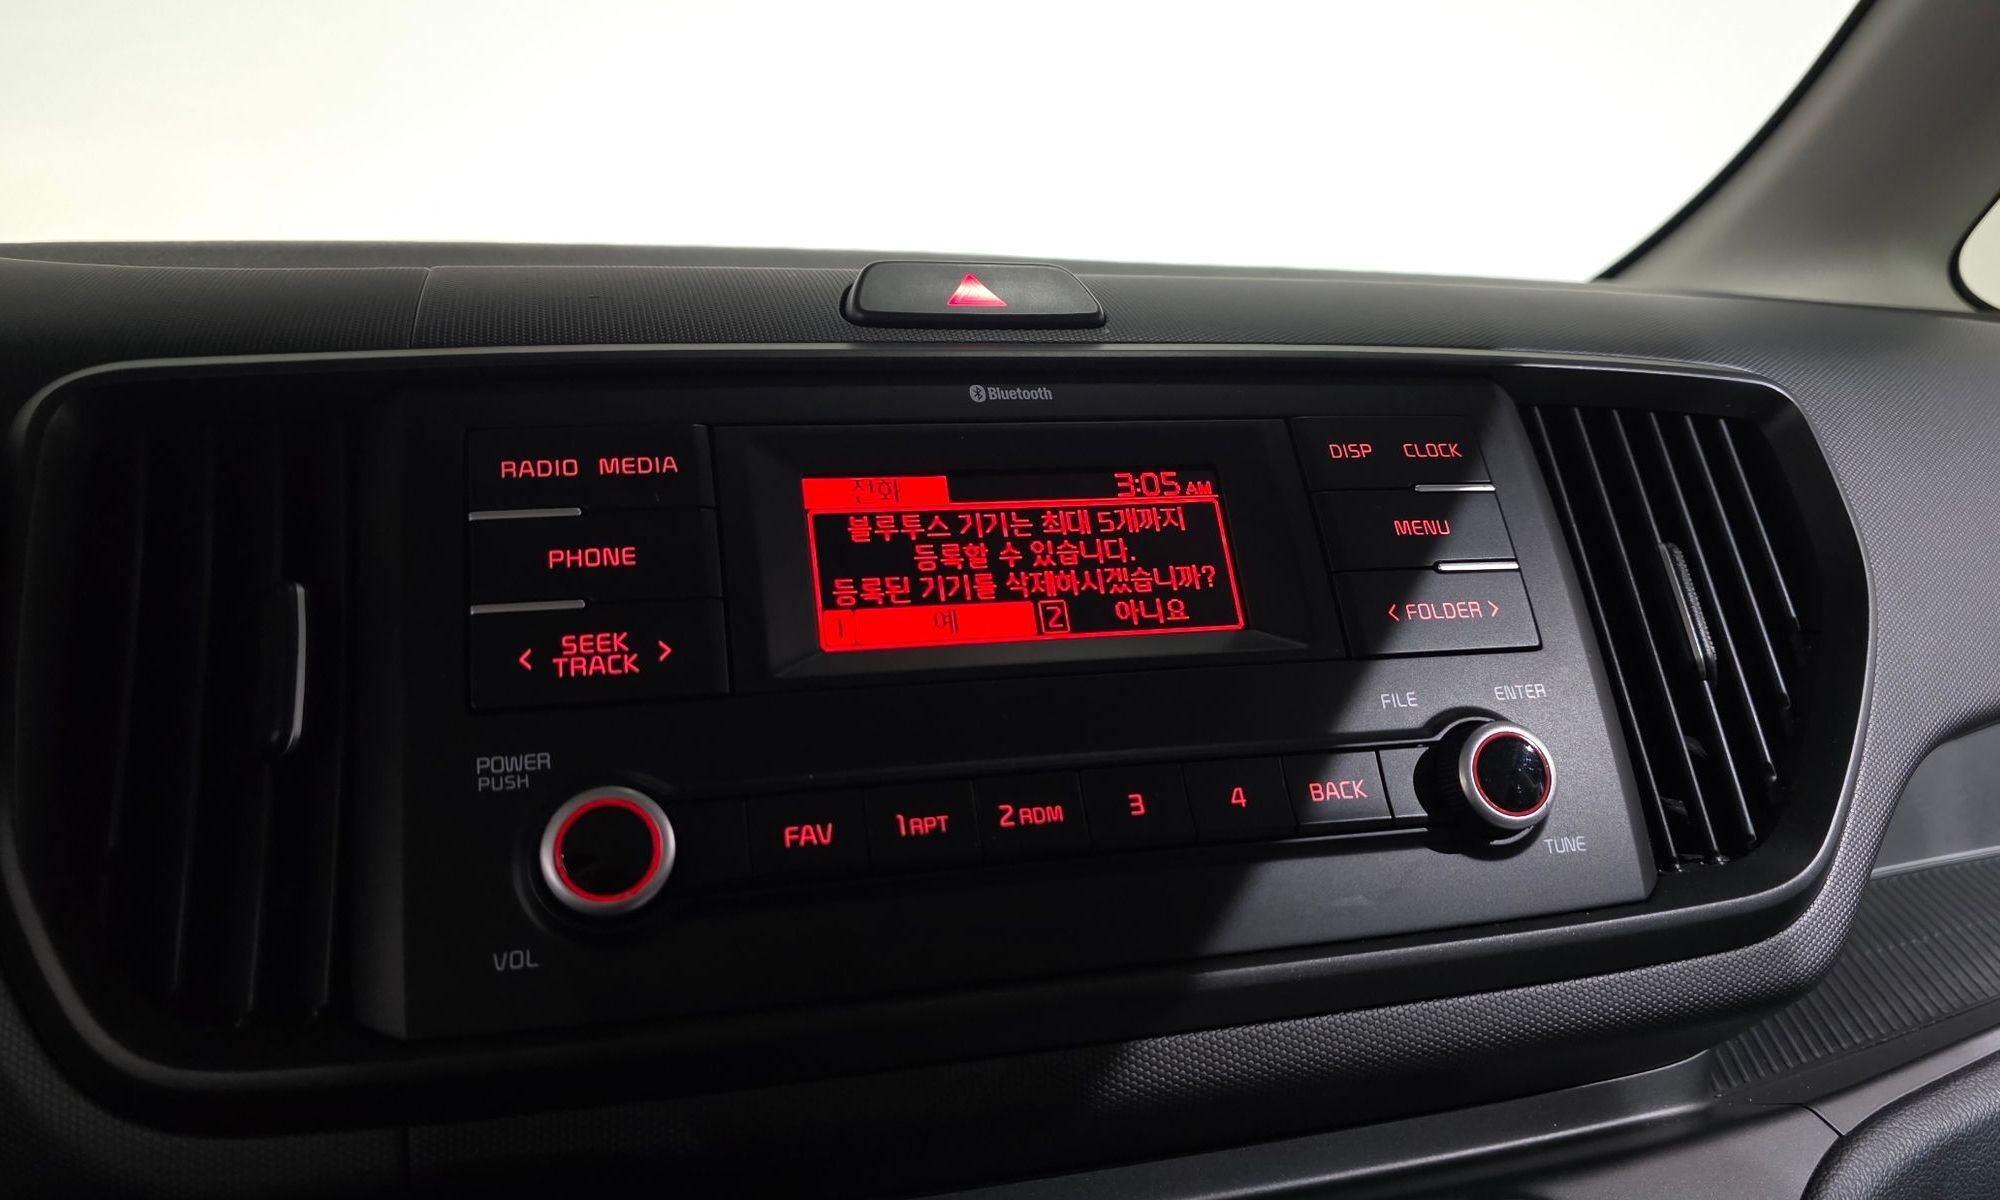 Bluetooth
RADIO MEDIA
PHONE
< SEEK TRACK >
전화 3:05 AM
블루투스 기기는 최대 5개까지
등록할 수 있습니다.
등록된 기기를 삭제하시겠습니까?
1 예 2 아니요
DISP CLOCK
MENU
< FOLDER >
FILE ENTER
POWER
PUSH
VOL
FAV 1 RPT 2 RDM 3 4 BACK
TUNE